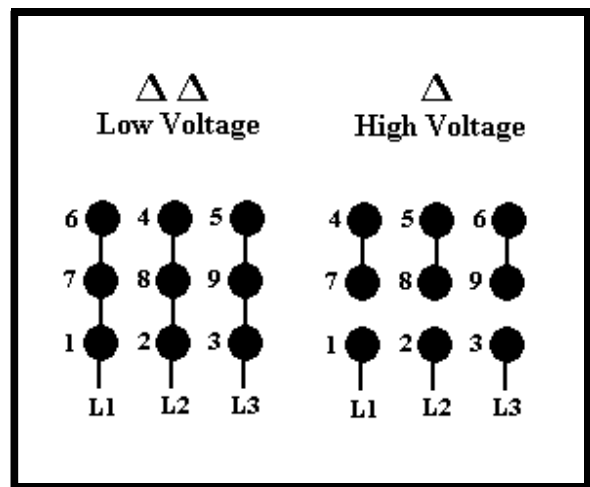 Δ Δ Δ
Low Voltage High Voltage
6 4 5 4 5 6
7 8 9 7 8 9
1 2 3 1 2 3
L1 L2 L3 L1 L2 L3